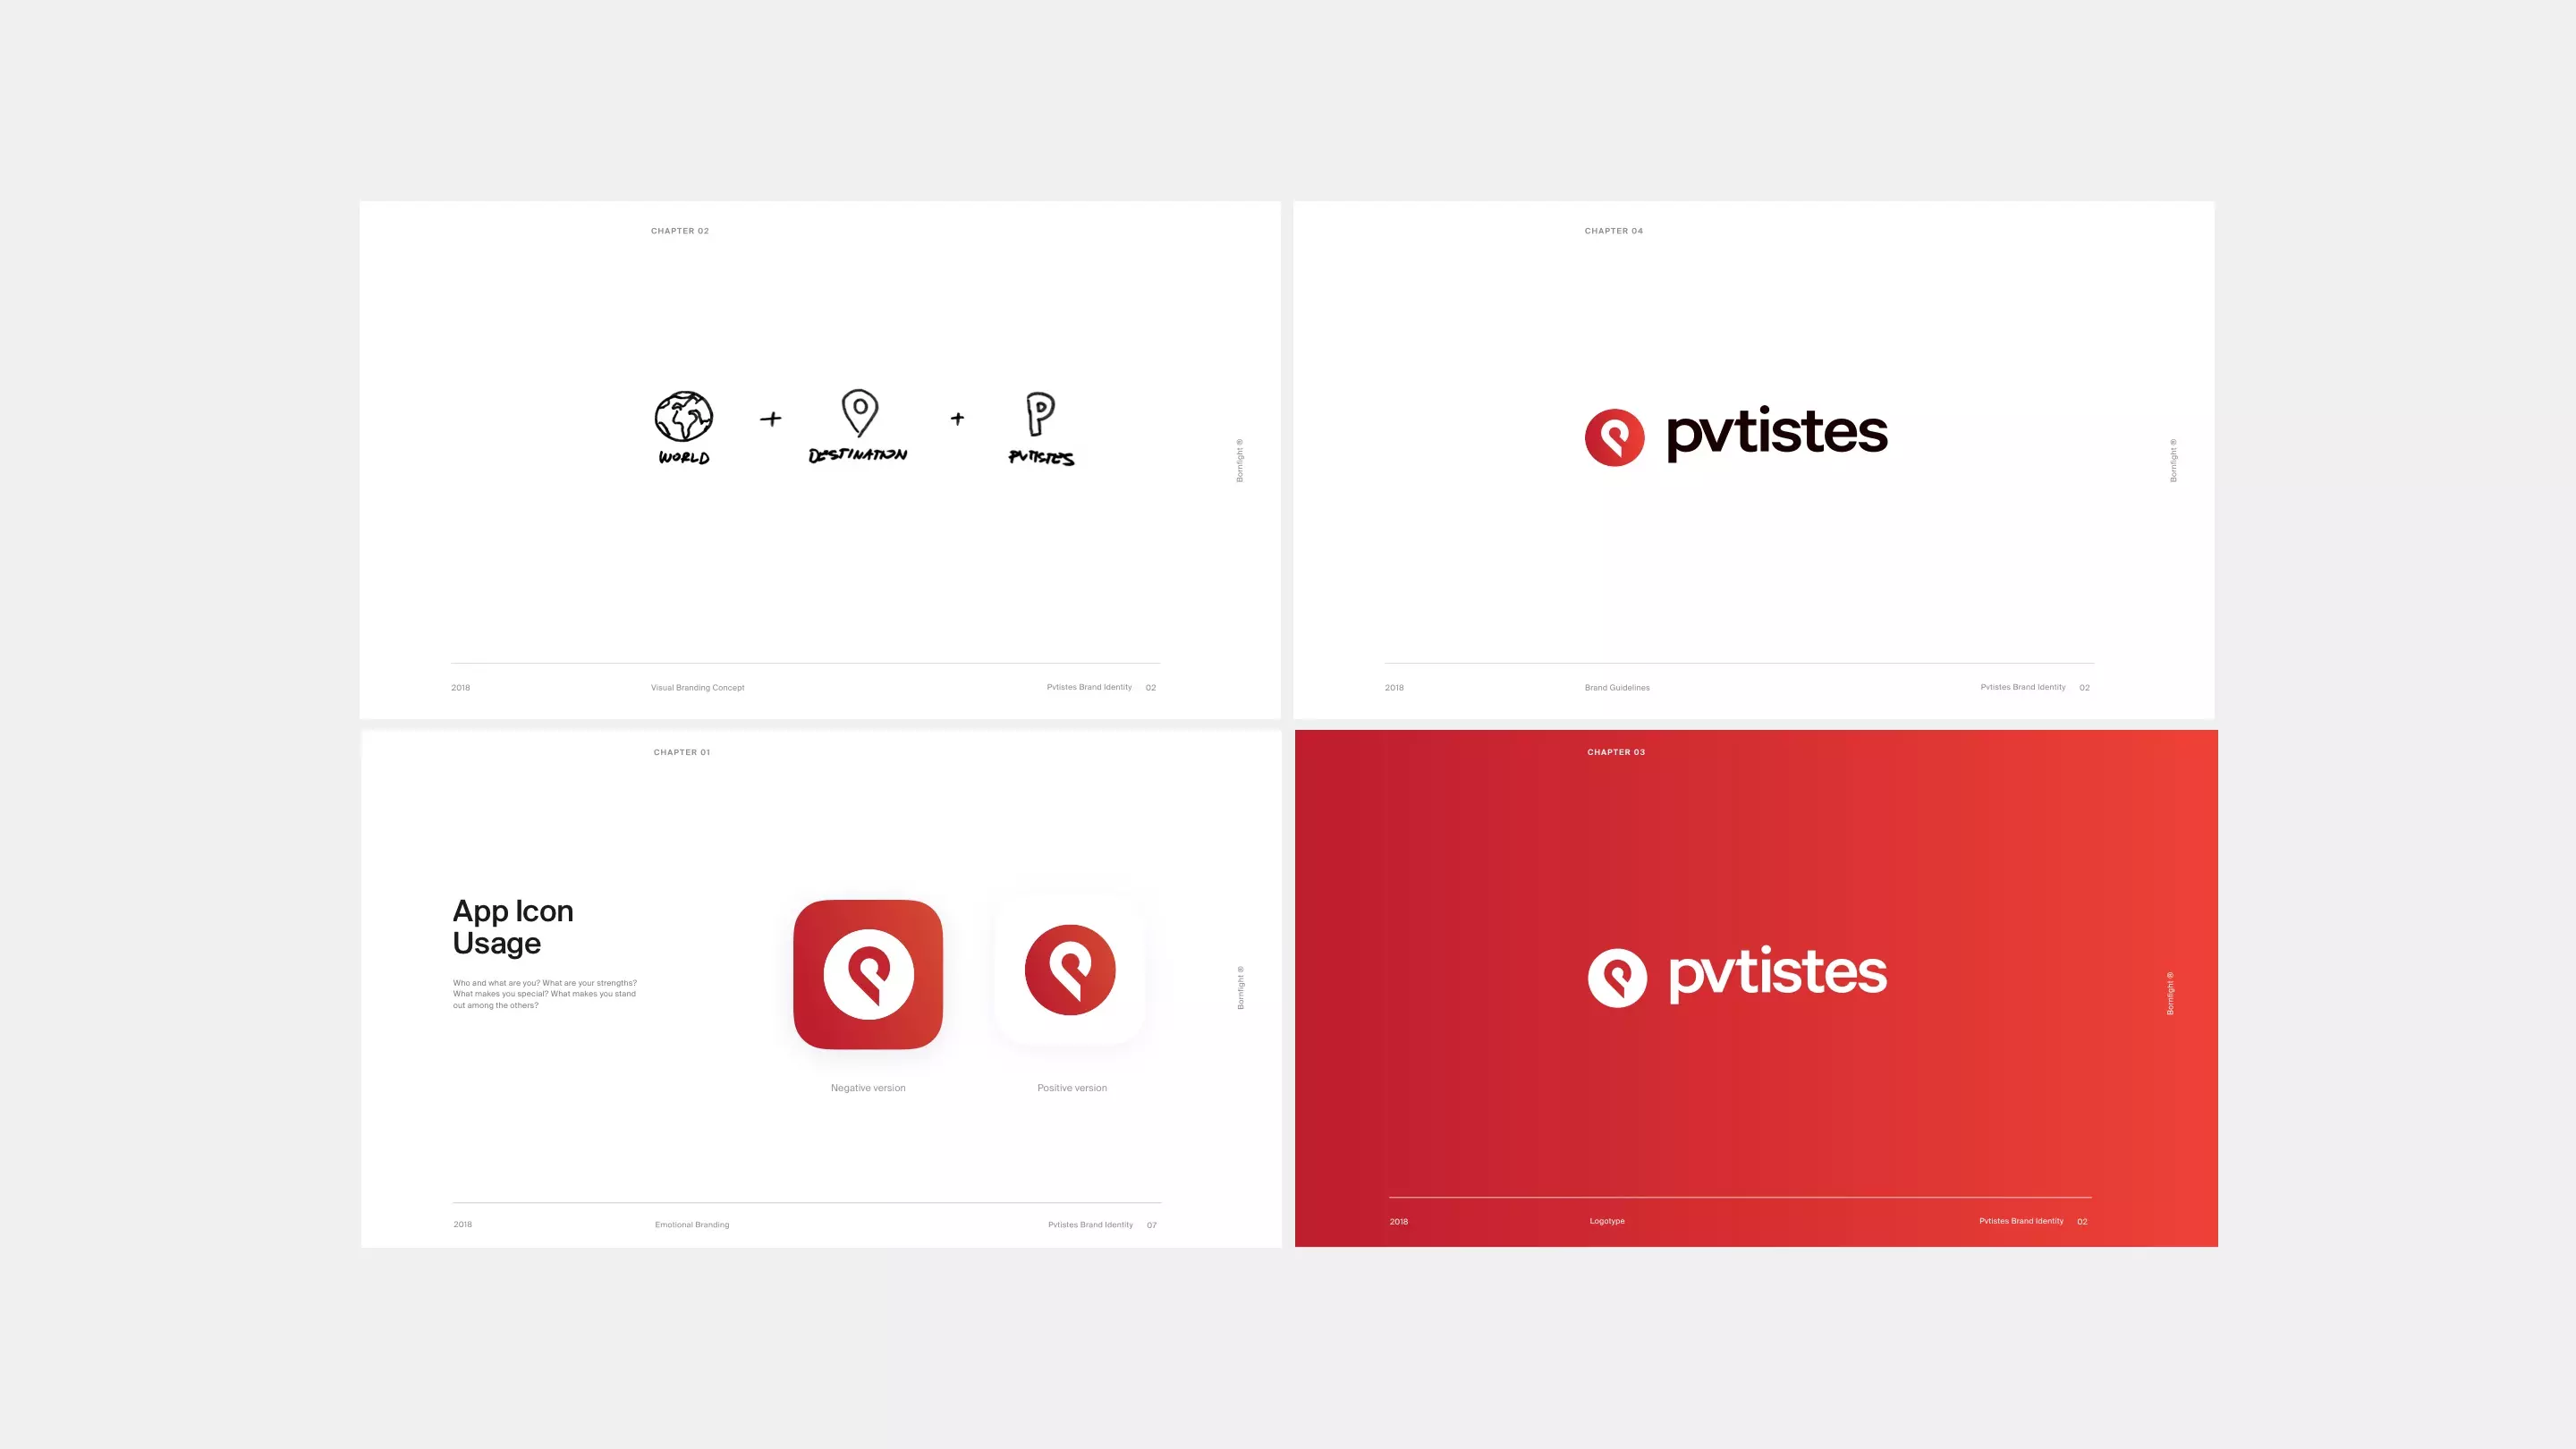 CHAPTER 02
WORLD
+
DESTINATION
+
P
PVTISTES
Bornfight ®
2018
Visual Branding Concept
Pvtistes Brand Identity 02
CHAPTER 04
pvtistes
Bornfight ®
2018
Brand Guidelines
Pvtistes Brand Identity 02
CHAPTER 01
App Icon
Usage
Who and what are you? What are your strengths?
What makes you special? What makes you stand
out among the others?
Negative version
Positive version
Bornfight ®
2018
Emotional Branding
Pvtistes Brand Identity 07
CHAPTER 03
pvtistes
Bornfight ®
2018
Logotype
Pvtistes Brand Identity 02